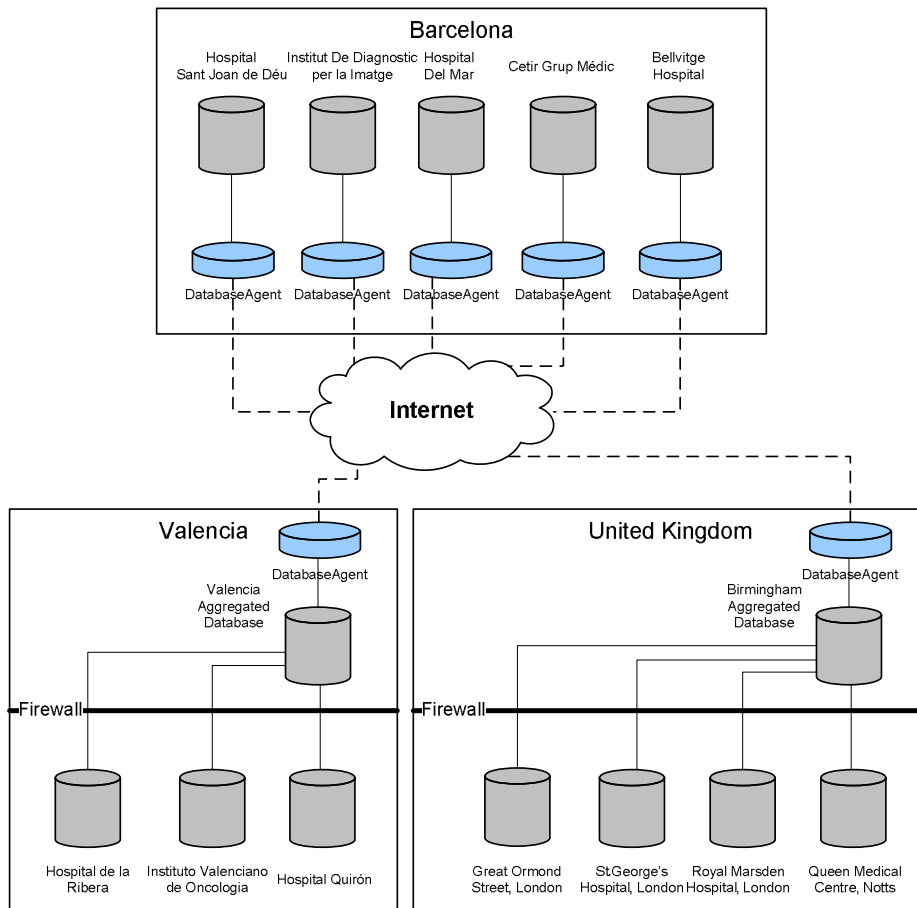 Barcelona
Hospital
Sant Joan de Déu
Institut De Diagnostic
per la Imatge
Hospital
Del Mar
Cetir Grup Médic
Bellvitge
Hospital
DatabaseAgent
DatabaseAgent
DatabaseAgent
DatabaseAgent
DatabaseAgent
Internet
Valencia
DatabaseAgent
Valencia
Aggregated
Database
Firewall
Hospital de la
Ribera
Instituto Valenciano
de Oncologia
Hospital Quirón
United Kingdom
DatabaseAgent
Birmingham
Aggregated
Database
Firewall
Great Ormond
Street, London
St.George's
Hospital, London
Royal Marsden
Hospital, London
Queen Medical
Centre, Notts